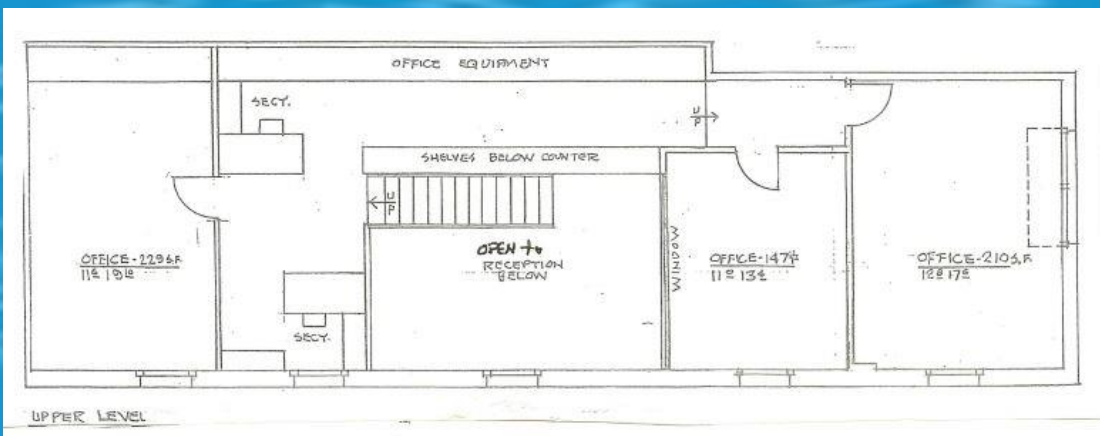 OFFICE EQUIPMENT
SECY.
UP
SHELVES BELOW COUNTER
UP
OPEN to
RECEPTION
BELOW
WINDOW
OFFICE-229 S.F.
OFFICE-147
OFFICE-210 S.F.
SECY.
UPPER LEVEL